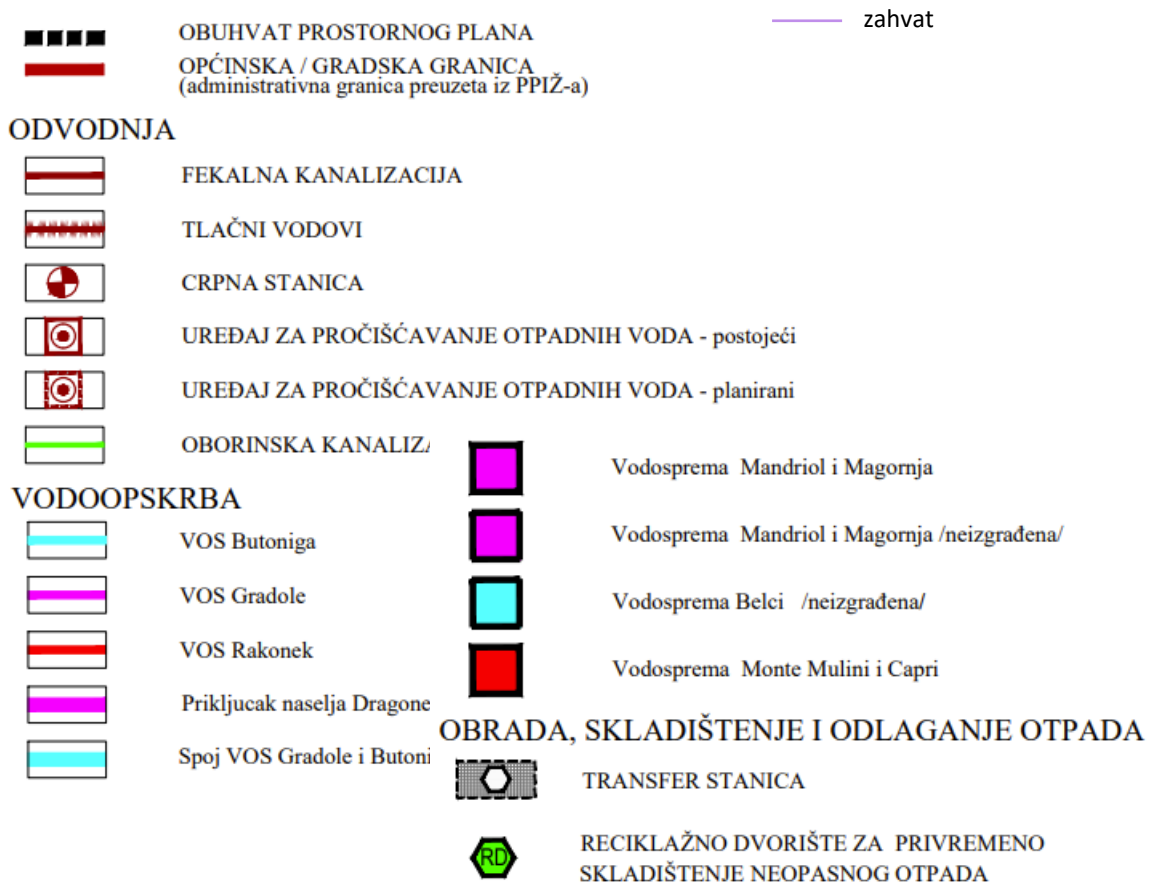 zahvat
OBUHVAT PROSTORNOG PLANA
OPĆINSKA / GRADSKA GRANICA
(administrativna granica preuzeta iz PPIŽ-a)
ODVODNJA
FEKALNA KANALIZACIJA
TLAČNI VODOVI
CRPNA STANICA
UREĐAJ ZA PROČIŠĆAVANJE OTPADNIH VODA - postojeći
UREĐAJ ZA PROČIŠĆAVANJE OTPADNIH VODA - planirani
OBORINSKA
VODOOPSKRBA
VOS Butoniga
VOS Gradole
VOS Rakonek
Prikljucak naselja
Spoj VOS Gradole i
Vodosprema Mandriol i Magornja
Vodosprema Mandriol i Magornja /neizgrađena/
Vodosprema Belci /neizgrađena/
Vodosprema Monte Mulini i Capri
OBRADA, SKLADIŠTENJE I ODLAGANJE OTPADA
TRANSFER STANICA
RD
RECIKLAŽNO DVORIŠTE ZA PRIVREMENO
SKLADIŠTENJE NEOPASNOG OTPADA